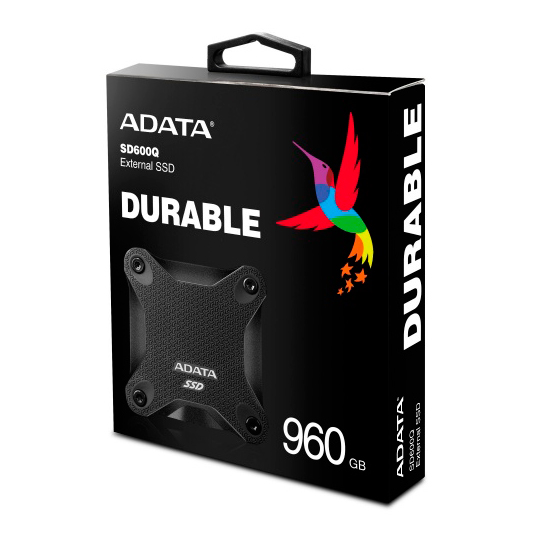 ADATA®
SD600Q
External SSD
DURABLE
ADATA
SSD
960 GB
DURABLE
ADATA®
SD600Q
External SSD